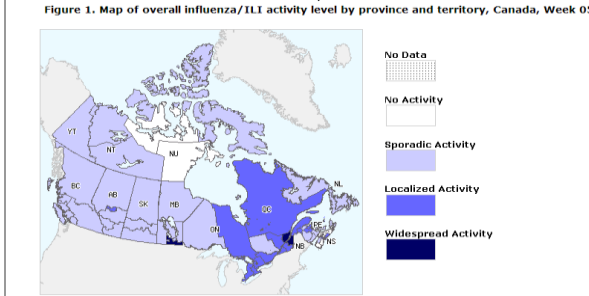 Figure 1. Map of overall influenza/ILI activity level by province and territory, Canada, Week
No Data
No Activity
Sporadic Activity
Localized Activity
Widespread Activity
YT
NT
NU
BC
AB
SK
MB
ON
QC
NL
PE
NB
NS